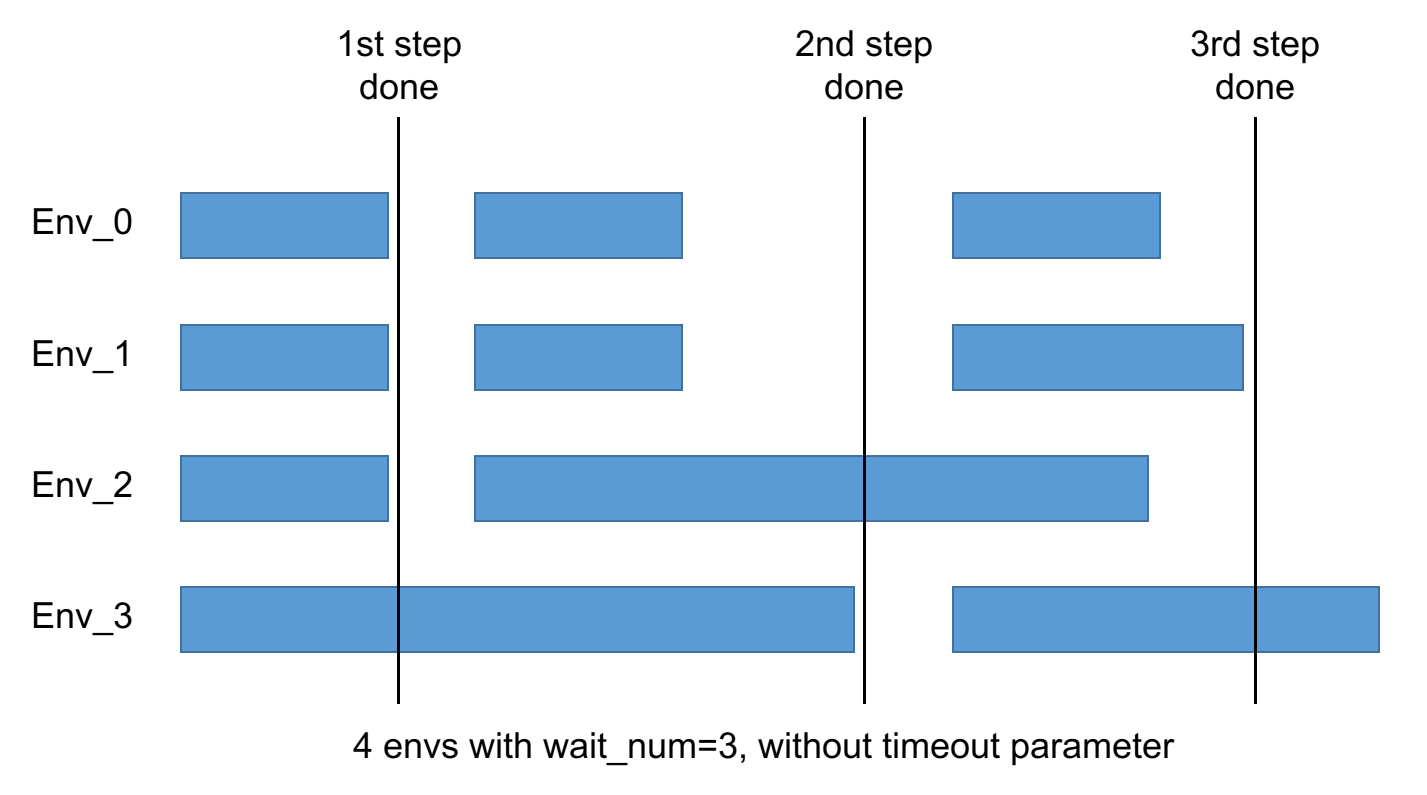 1st step
done
2nd step
done
3rd step
done
Env_0
Env_1
Env_2
Env_3
4 envs with wait_num=3, without timeout parameter